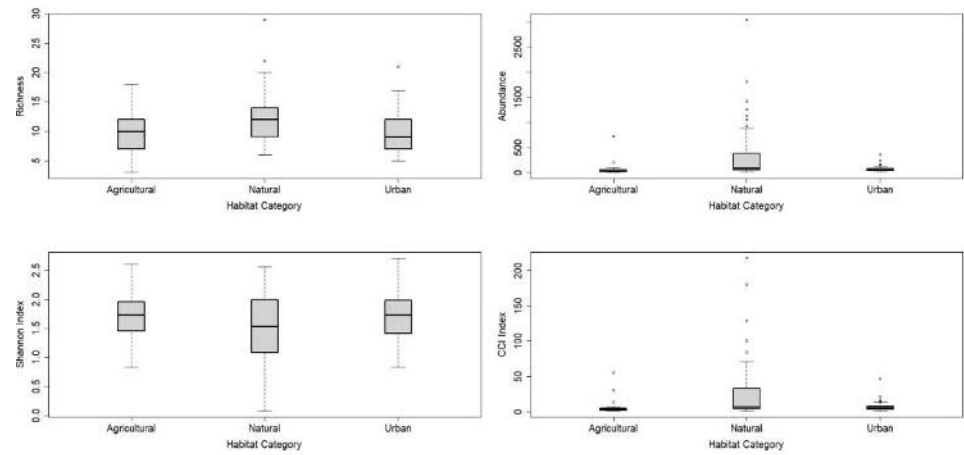 Richness
30
25
20
15
10
5
Agricultural Natural Urban
Habitat Category
Abundance
2500
1500
500
0
Agricultural Natural Urban
Habitat Category
Shannon Index
2.5
2.0
1.5
1.0
0.5
0.0
Agricultural Natural Urban
Habitat Category
CCI Index
200
150
100
50
0
Agricultural Natural Urban
Habitat Category